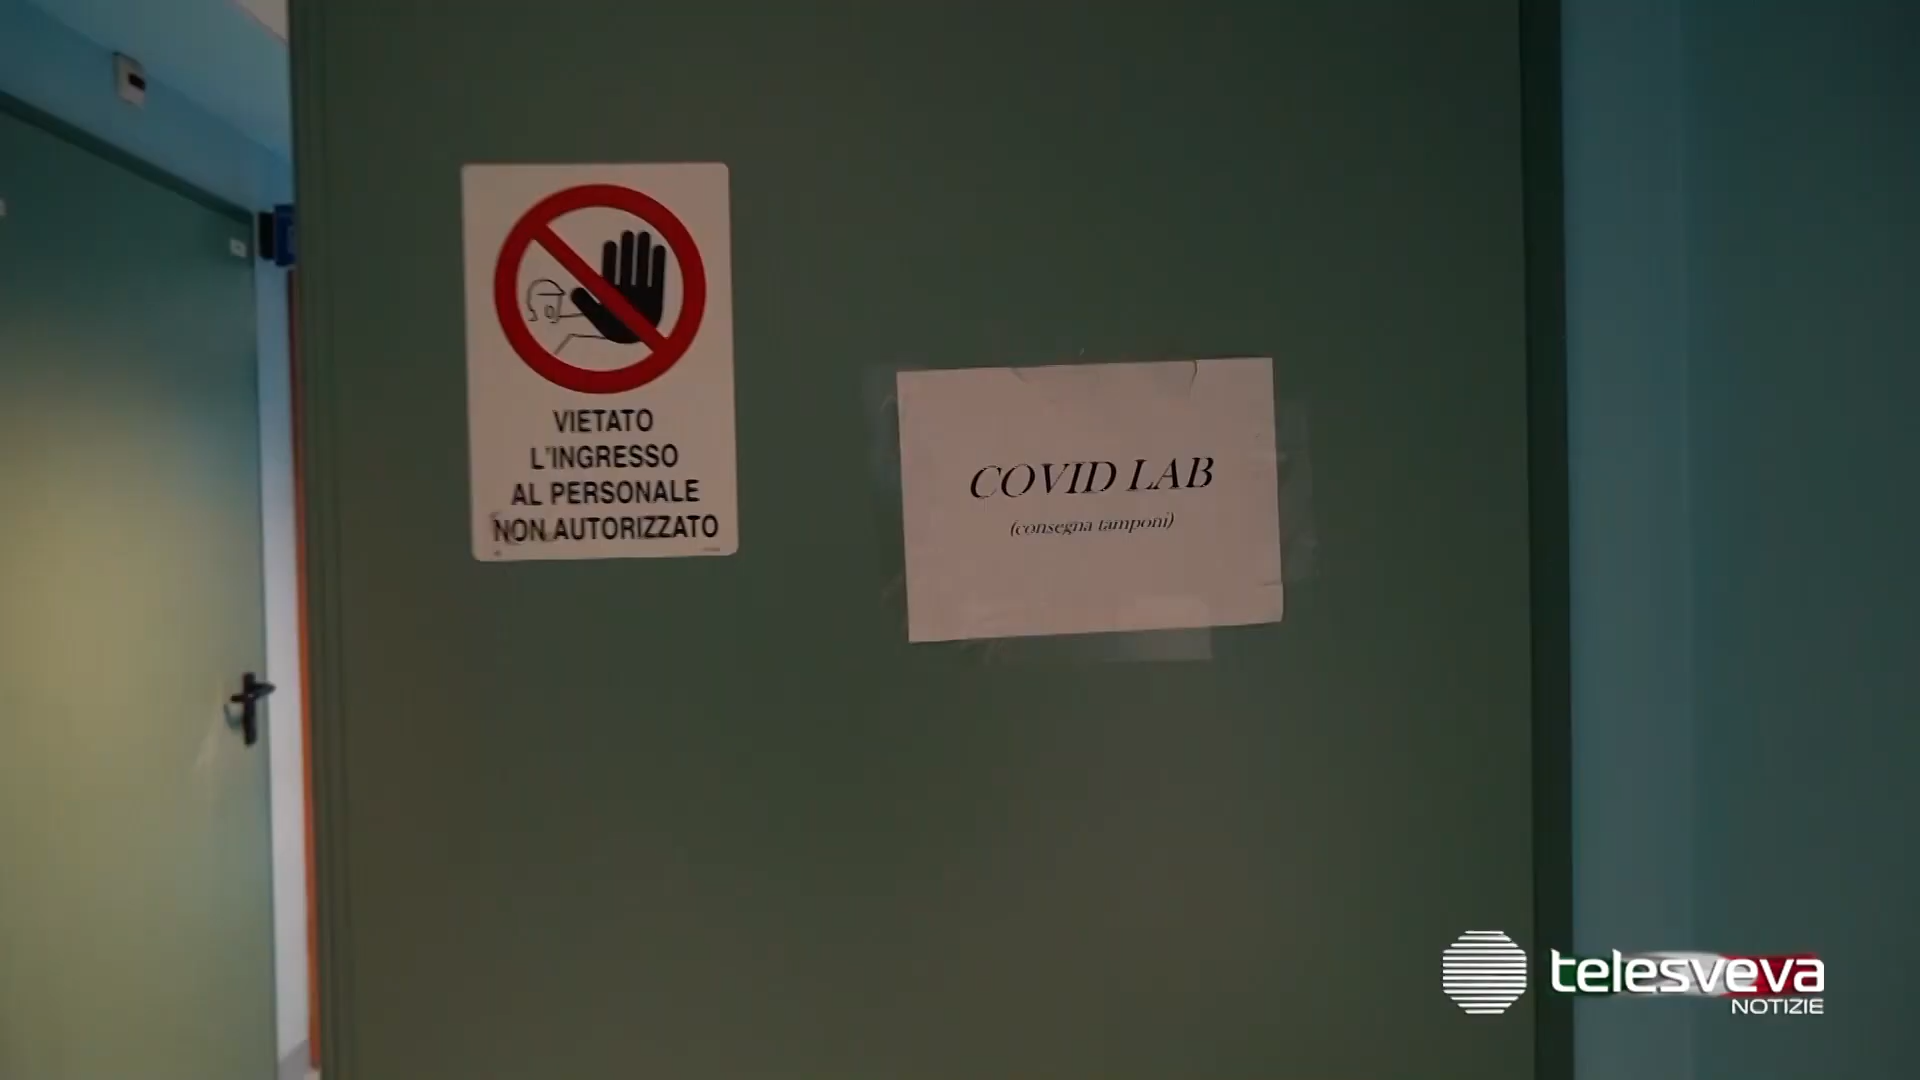 VIETATO
L'INGRESSO
AL PERSONALE
NON AUTORIZZATO
COVID LAB
(consegna tamponi)
telesveva
NOTIZIE